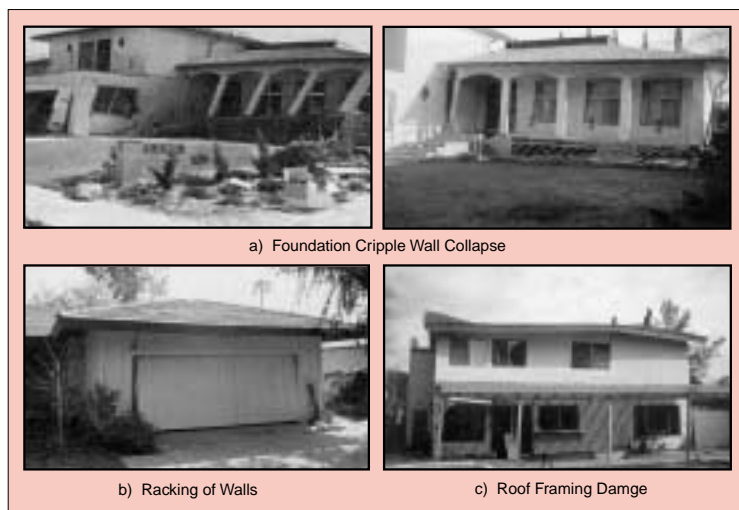 a) Foundation Cripple Wall Collapse
b) Racking of Walls
c) Roof Framing Damge